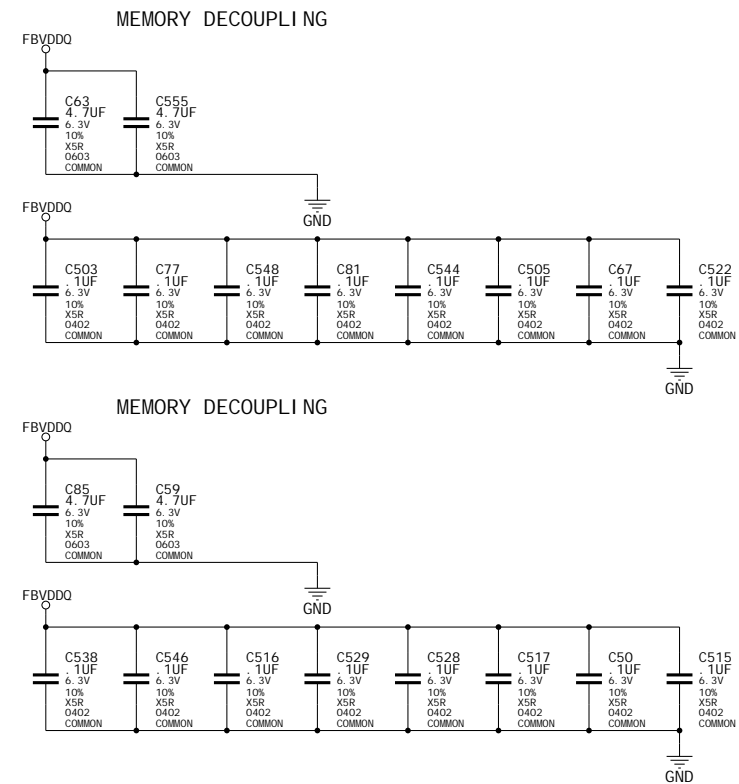 MEMORY DECOUPLING
FBVDDQ
C63
4.7UF
6.3V
10%
X5R
0603
COMMON
C555
4.7UF
6.3V
10%
X5R
0603
COMMON
GND
FBVDDQ
C503
.1UF
6.3V
10%
X5R
0402
COMMON
C77
.1UF
6.3V
10%
X5R
0402
COMMON
C548
.1UF
6.3V
10%
X5R
0402
COMMON
C81
.1UF
6.3V
10%
X5R
0402
COMMON
C544
.1UF
6.3V
10%
X5R
0402
COMMON
C505
.1UF
6.3V
10%
X5R
0402
COMMON
C67
.1UF
6.3V
10%
X5R
0402
COMMON
C522
.1UF
6.3V
10%
X5R
0402
COMMON
GND
MEMORY DECOUPLING
FBVDDQ
C85
4.7UF
6.3V
10%
X5R
0603
COMMON
C59
4.7UF
6.3V
10%
X5R
0603
COMMON
GND
FBVDDQ
C538
.1UF
6.3V
10%
X5R
0402
COMMON
C546
.1UF
6.3V
10%
X5R
0402
COMMON
C516
.1UF
6.3V
10%
X5R
0402
COMMON
C529
.1UF
6.3V
10%
X5R
0402
COMMON
C528
.1UF
6.3V
10%
X5R
0402
COMMON
C517
.1UF
6.3V
10%
X5R
0402
COMMON
C50
.1UF
6.3V
10%
X5R
0402
COMMON
C515
.1UF
6.3V
10%
X5R
0402
COMMON
GND